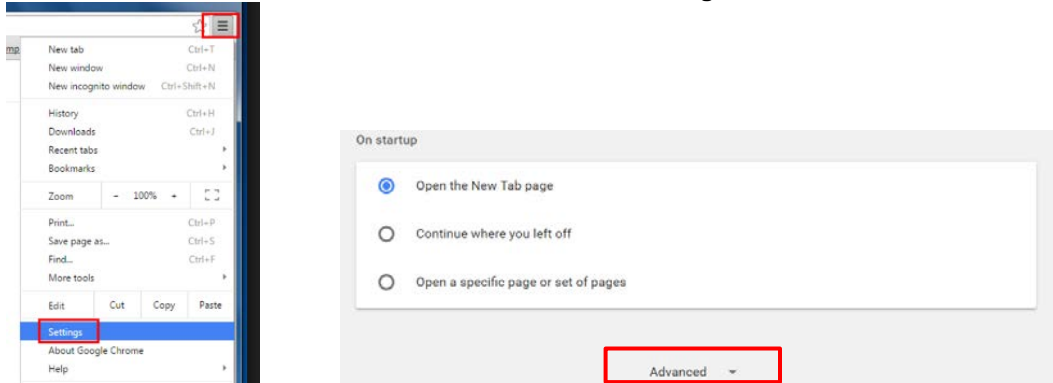 mp
New tab Ctrl+T
New window Ctrl+N
New incognito window Ctrl+Shift+N
History Ctrl+H
Downloads Ctrl+J
Recent tabs
Bookmarks
Zoom - 100% +
Print... Ctrl+P
Save page as... Ctrl+S
Find... Ctrl+F
More tools
Edit Cut Copy Paste
Settings
About Google Chrome
Help
On startup
Open the New Tab page
Continue where you left off
Open a specific page or set of pages
Advanced